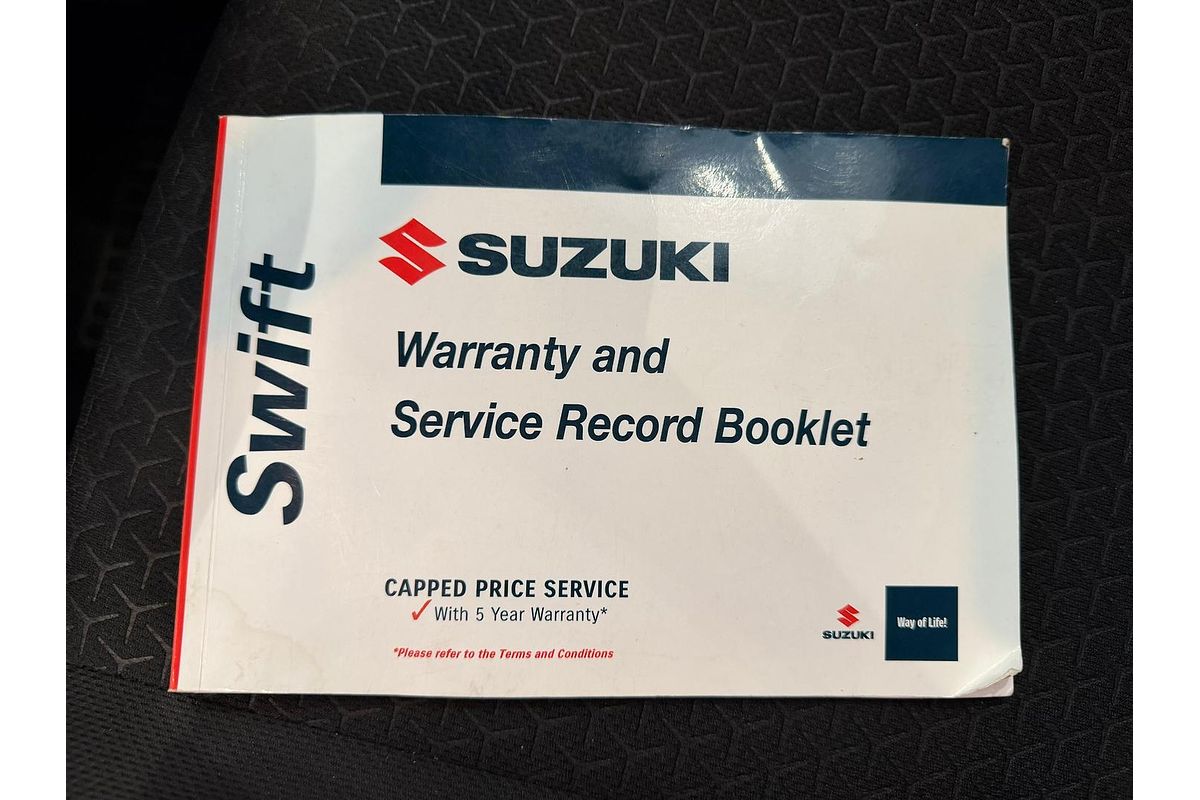 Swift
SUZUKI
Warranty and
Service Record Booklet
CAPPED PRICE SERVICE
With 5 Year Warranty*
*Please refer to the Terms and Conditions
SUZUKI
Way of Life!